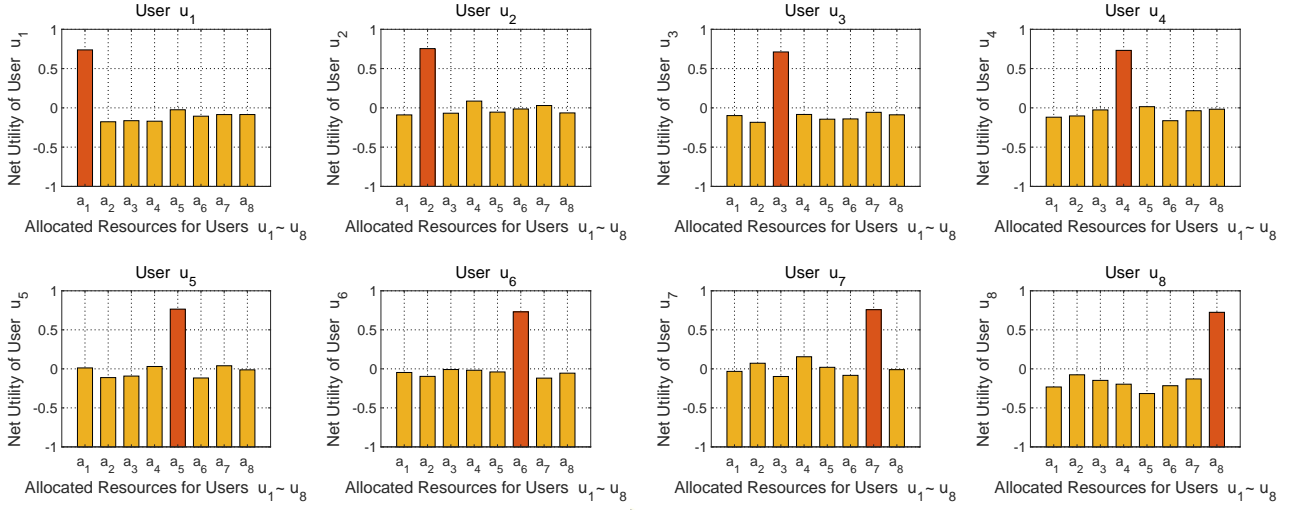 User u1
Net Utility of User u1
1
0.5
0
-0.5
-1
a1 a2 a3 a4 a5 a6 a7 a8
Allocated Resources for Users u1~ u8
User u2
Net Utility of User u2
1
0.5
0
-0.5
-1
a1 a2 a3 a4 a5 a6 a7 a8
Allocated Resources for Users u1~ u8
User u3
Net Utility of User u3
1
0.5
0
-0.5
-1
a1 a2 a3 a4 a5 a6 a7 a8
Allocated Resources for Users u1~ u8
User u4
Net Utility of User u4
1
0.5
0
-0.5
-1
a1 a2 a3 a4 a5 a6 a7 a8
Allocated Resources for Users u1~ u8
User u5
Net Utility of User u5
1
0.5
0
-0.5
-1
a1 a2 a3 a4 a5 a6 a7 a8
Allocated Resources for Users u1~ u8
User u6
Net Utility of User u6
1
0.5
0
-0.5
-1
a1 a2 a3 a4 a5 a6 a7 a8
Allocated Resources for Users u1~ u8
User u7
Net Utility of User u7
1
0.5
0
-0.5
-1
a1 a2 a3 a4 a5 a6 a7 a8
Allocated Resources for Users u1~ u8
User u8
Net Utility of User u8
1
0.5
0
-0.5
-1
a1 a2 a3 a4 a5 a6 a7 a8
Allocated Resources for Users u1~ u8